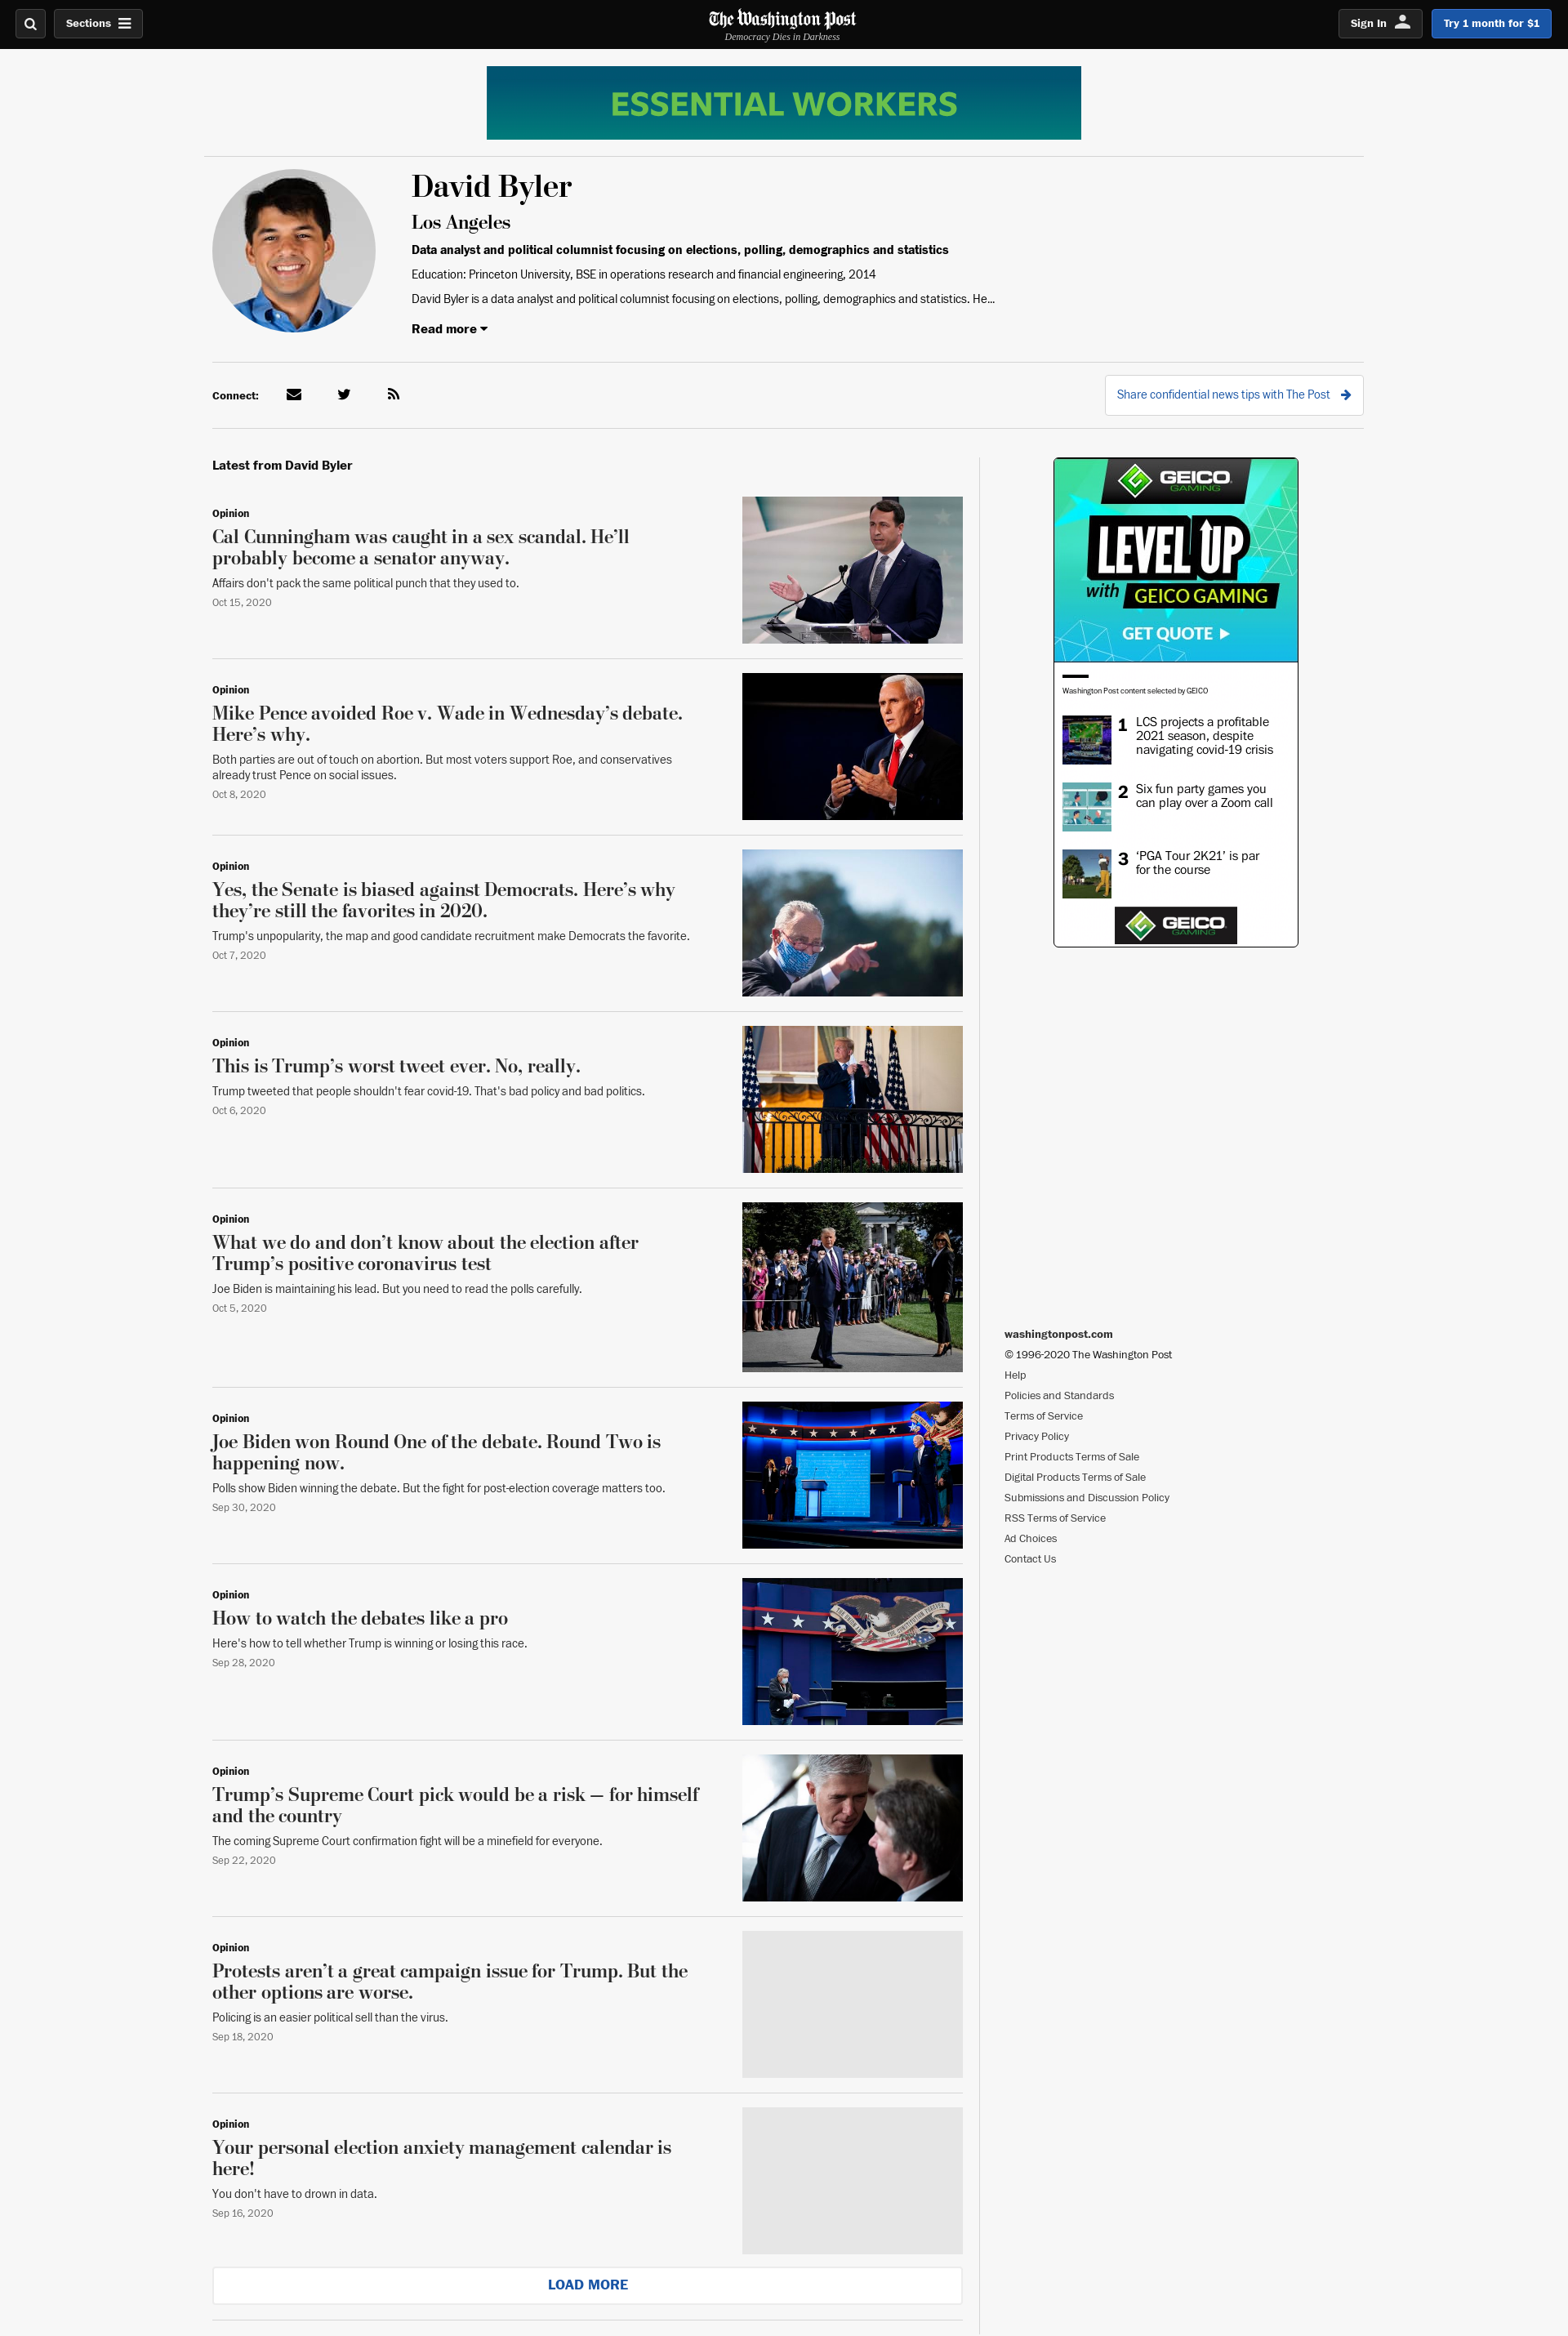 Sections
The Washington Post
Democracy Dies in Darkness
Sign In
Try 1 month for $1
ESSENTIAL WORKERS
David Byler
Los Angeles
Data analyst and political columnist focusing on elections, polling, demographics and statistics
Education: Princeton University, BSE in operations research and financial engineering, 2014
David Byler is a data analyst and political columnist focusing on elections, polling, demographics and statistics. He...
Read more
Connect:
Share confidential news tips with The Post
Latest from David Byler
Opinion
Cal Cunningham was caught in a sex scandal. He’ll
probably become a senator anyway.
Affairs don't pack the same political punch that they used to.
Oct 15, 2020
Opinion
Mike Pence avoided Roe v. Wade in Wednesday’s debate.
Here’s why.
Both parties are out of touch on abortion. But most voters support Roe, and conservatives
already trust Pence on social issues.
Oct 8, 2020
Opinion
Yes, the Senate is biased against Democrats. Here’s why
they’re still the favorites in 2020.
Trump's unpopularity, the map and good candidate recruitment make Democrats the favorite.
Oct 7, 2020
Opinion
This is Trump’s worst tweet ever. No, really.
Trump tweeted that people shouldn't fear covid-19. That's bad policy and bad politics.
Oct 6, 2020
Opinion
What we do and don’t know about the election after
Trump’s positive coronavirus test
Joe Biden is maintaining his lead. But you need to read the polls carefully.
Oct 5, 2020
Opinion
Joe Biden won Round One of the debate. Round Two is
happening now.
Polls show Biden winning the debate. But the fight for post-election coverage matters too.
Sep 30, 2020
Opinion
How to watch the debates like a pro
Here's how to tell whether Trump is winning or losing this race.
Sep 28, 2020
Opinion
Trump’s Supreme Court pick would be a risk — for himself
and the country
The coming Supreme Court confirmation fight will be a minefield for everyone.
Sep 22, 2020
Opinion
Protests aren’t a great campaign issue for Trump. But the
other options are worse.
Policing is an easier political sell than the virus.
Sep 18, 2020
Opinion
Your personal election anxiety management calendar is
here!
You don't have to drown in data.
Sep 16, 2020
LOAD MORE
GEICO
GAMING
LEVEL UP
with GEICO GAMING
GET QUOTE
Washington Post content selected by GEICO
1 LCS projects a profitable
2021 season, despite
navigating covid-19 crisis
2 Six fun party games you
can play over a Zoom call
3 ‘PGA Tour 2K21’ is par
for the course
GEICO
GAMING
washingtonpost.com
© 1996-2020 The Washington Post
Help
Policies and Standards
Terms of Service
Privacy Policy
Print Products Terms of Sale
Digital Products Terms of Sale
Submissions and Discussion Policy
RSS Terms of Service
Ad Choices
Contact Us